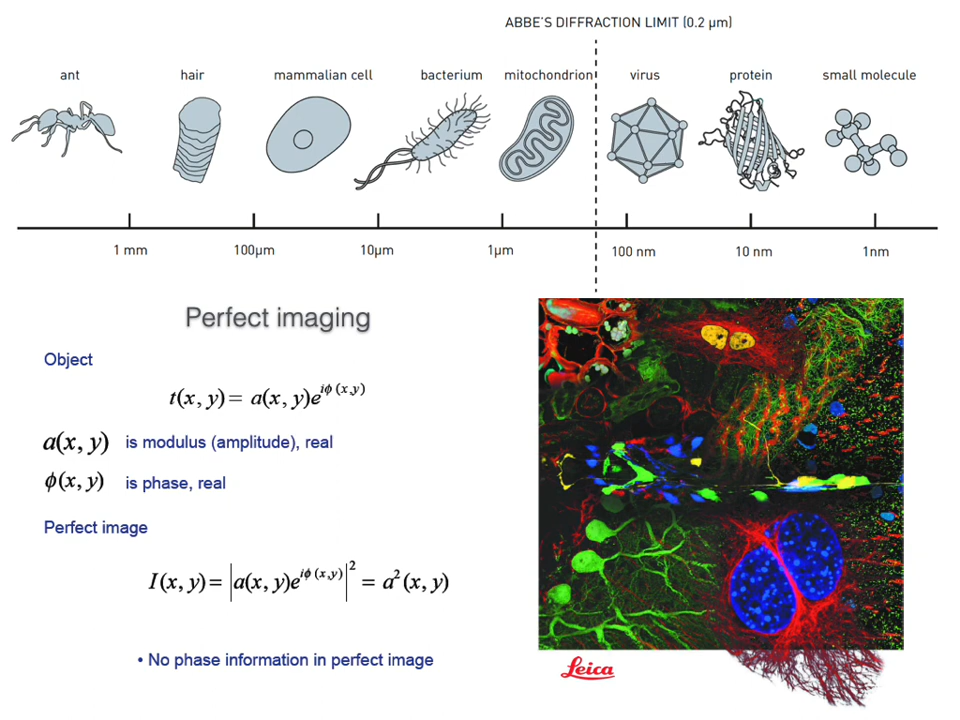 ABBE'S DIFFRACTION LIMIT (0.2 µm)
ant hair mammalian cell bacterium mitochondrion virus protein small molecule
1 mm 100µm 10µm 1µm 100 nm 10 nm 1nm
Perfect imaging
Object
t(x, y) = a(x, y)e^{iϕ(x,y)}
a(x, y) is modulus (amplitude), real
ϕ(x, y) is phase, real
Perfect image
I(x, y) = |a(x, y)e^{iϕ(x,y)}|² = a²(x, y)
• No phase information in perfect image
Leica